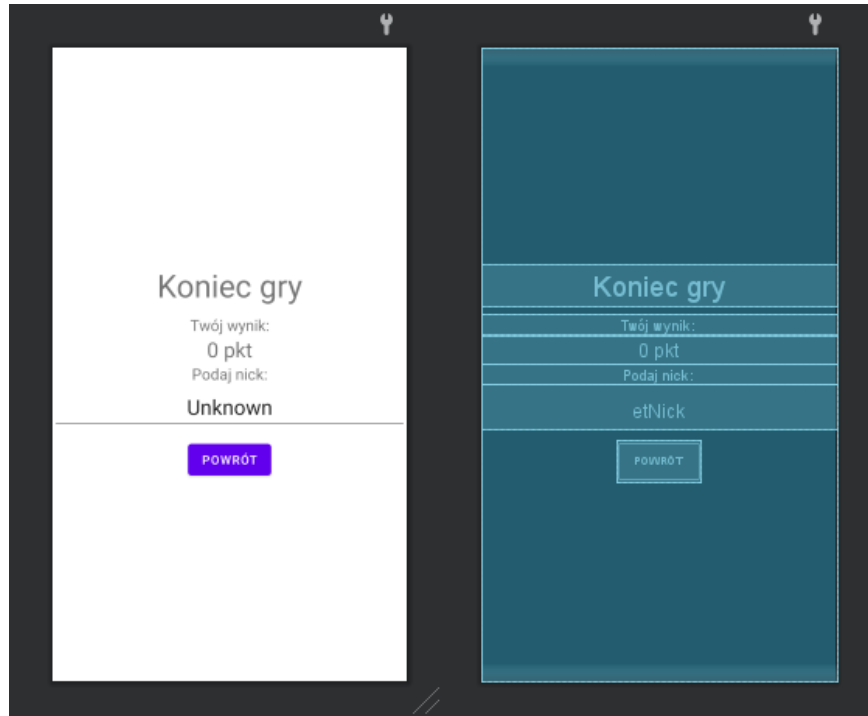 Koniec gry
Twój wynik:
0 pkt
Podaj nick:
Unknown
POWRÓT
Koniec gry
Twój wynik:
0 pkt
Podaj nick:
etNick
POWRÓT